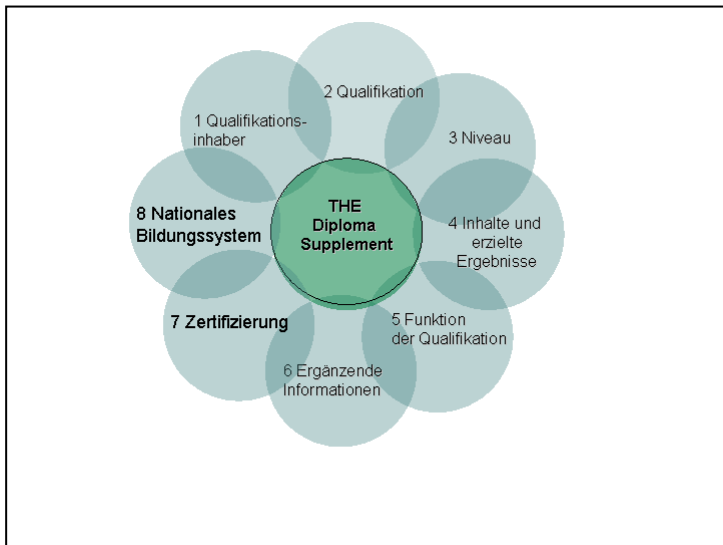 THE
Diploma
Supplement
1 Qualifikations-
inhaber
2 Qualifikation
3 Niveau
4 Inhalte und
erzielte
Ergebnisse
5 Funktion
der Qualifikation
6 Ergänzende
Informationen
7 Zertifizierung
8 Nationales
Bildungssystem